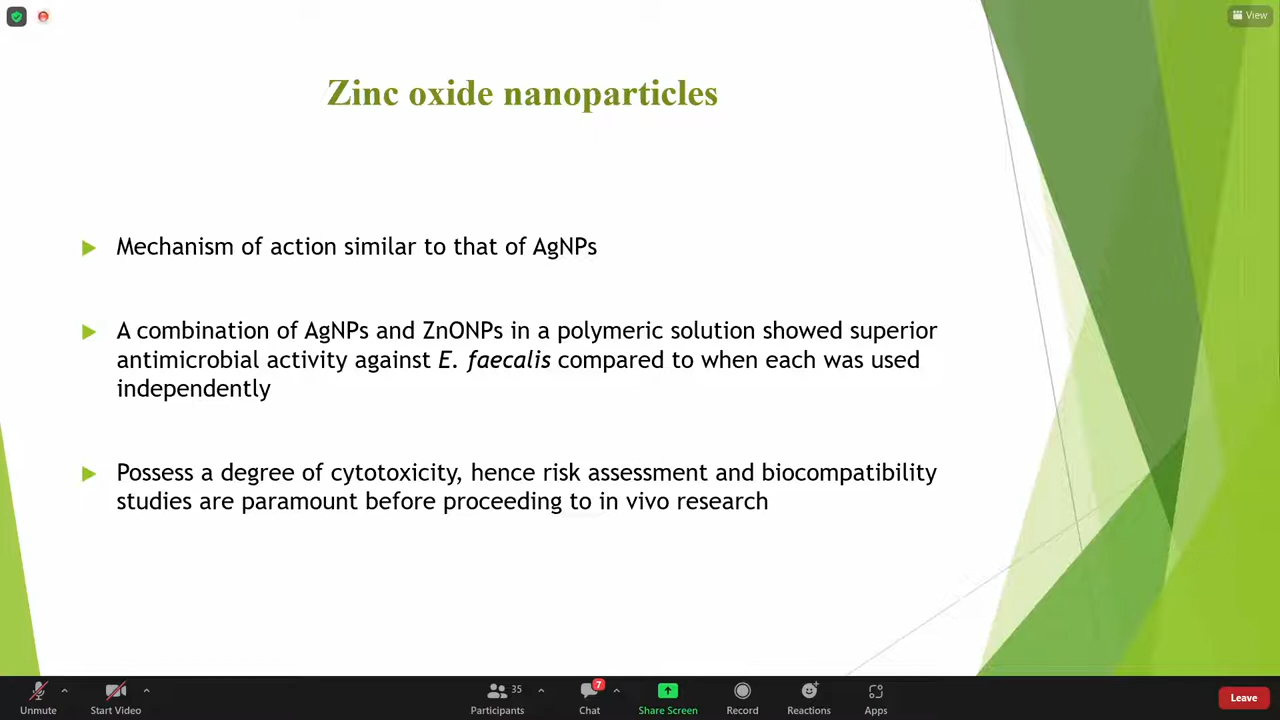 View
Zinc oxide nanoparticles
Mechanism of action similar to that of AgNPs
A combination of AgNPs and ZnONPs in a polymeric solution showed superior
antimicrobial activity against E. faecalis compared to when each was used
independently
Possess a degree of cytotoxicity, hence risk assessment and biocompatibility
studies are paramount before proceeding to in vivo research
Unmute
Start Video
35
Participants
7
Chat
Share Screen
Record
Reactions
Apps
Leave